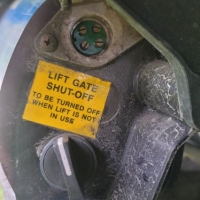 LIFT GATE
SHUT-OFF
TO BE TURNED OFF
WHEN LIFT IS NOT
IN USE